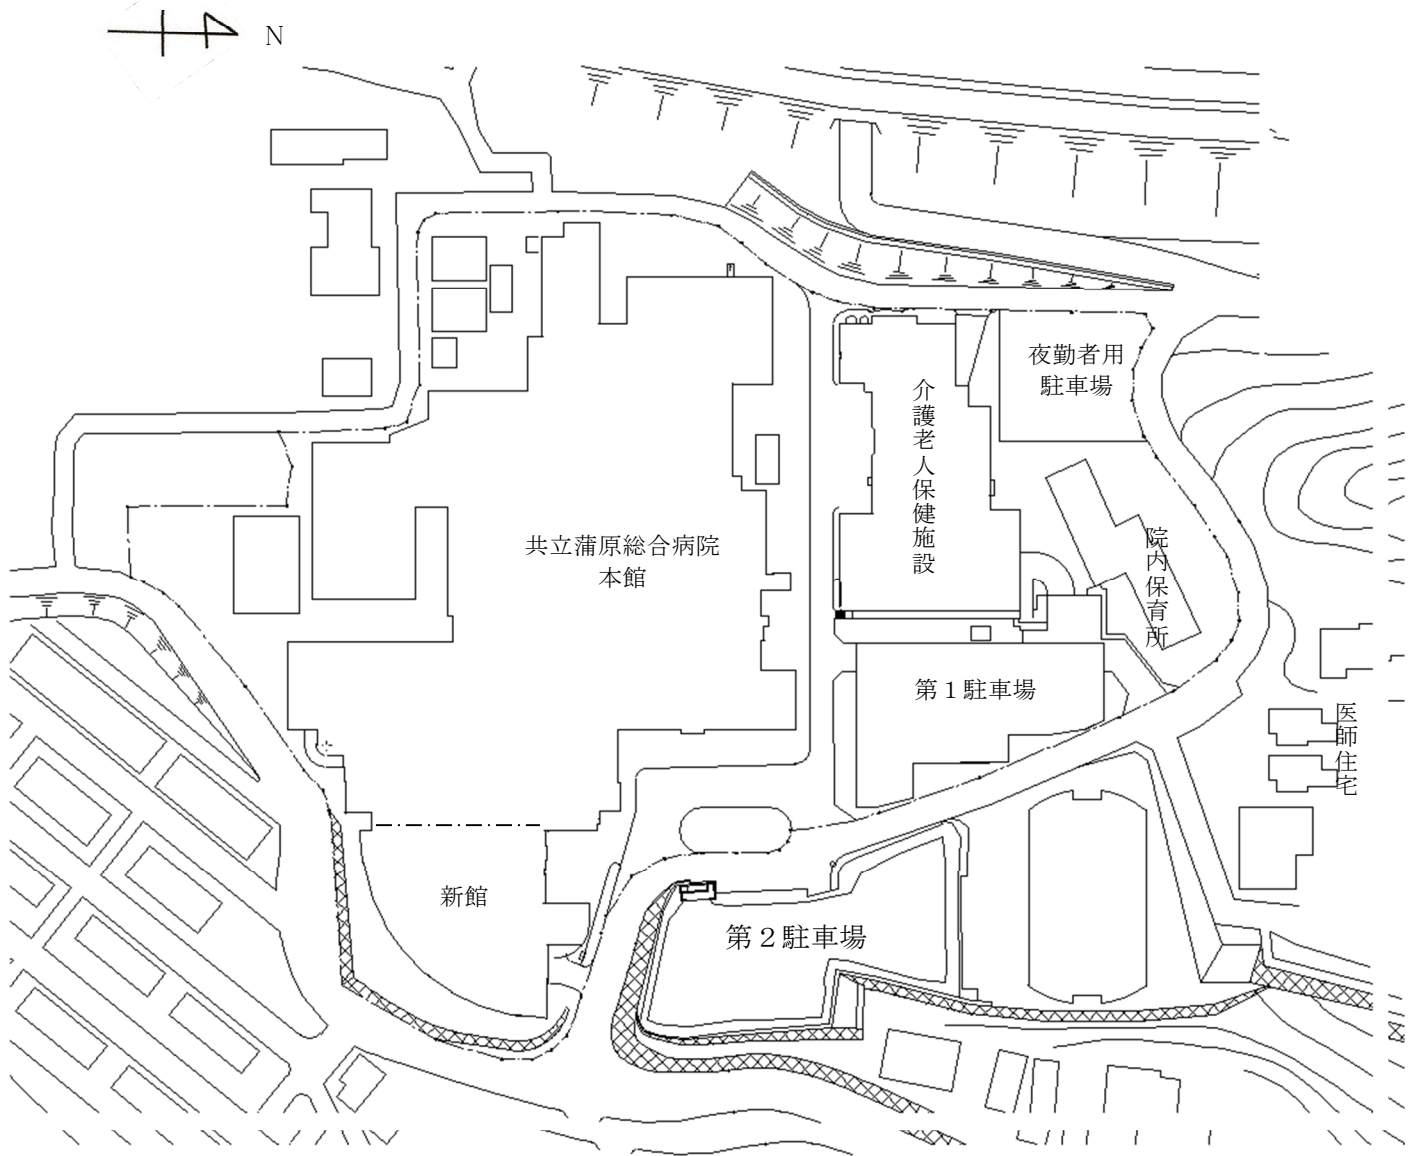 N
夜勤者用
駐車場
介護老人保健施設
共立蒲原総合病院
本館
院内保育所
第１駐車場
医師住宅
新館
第２駐車場